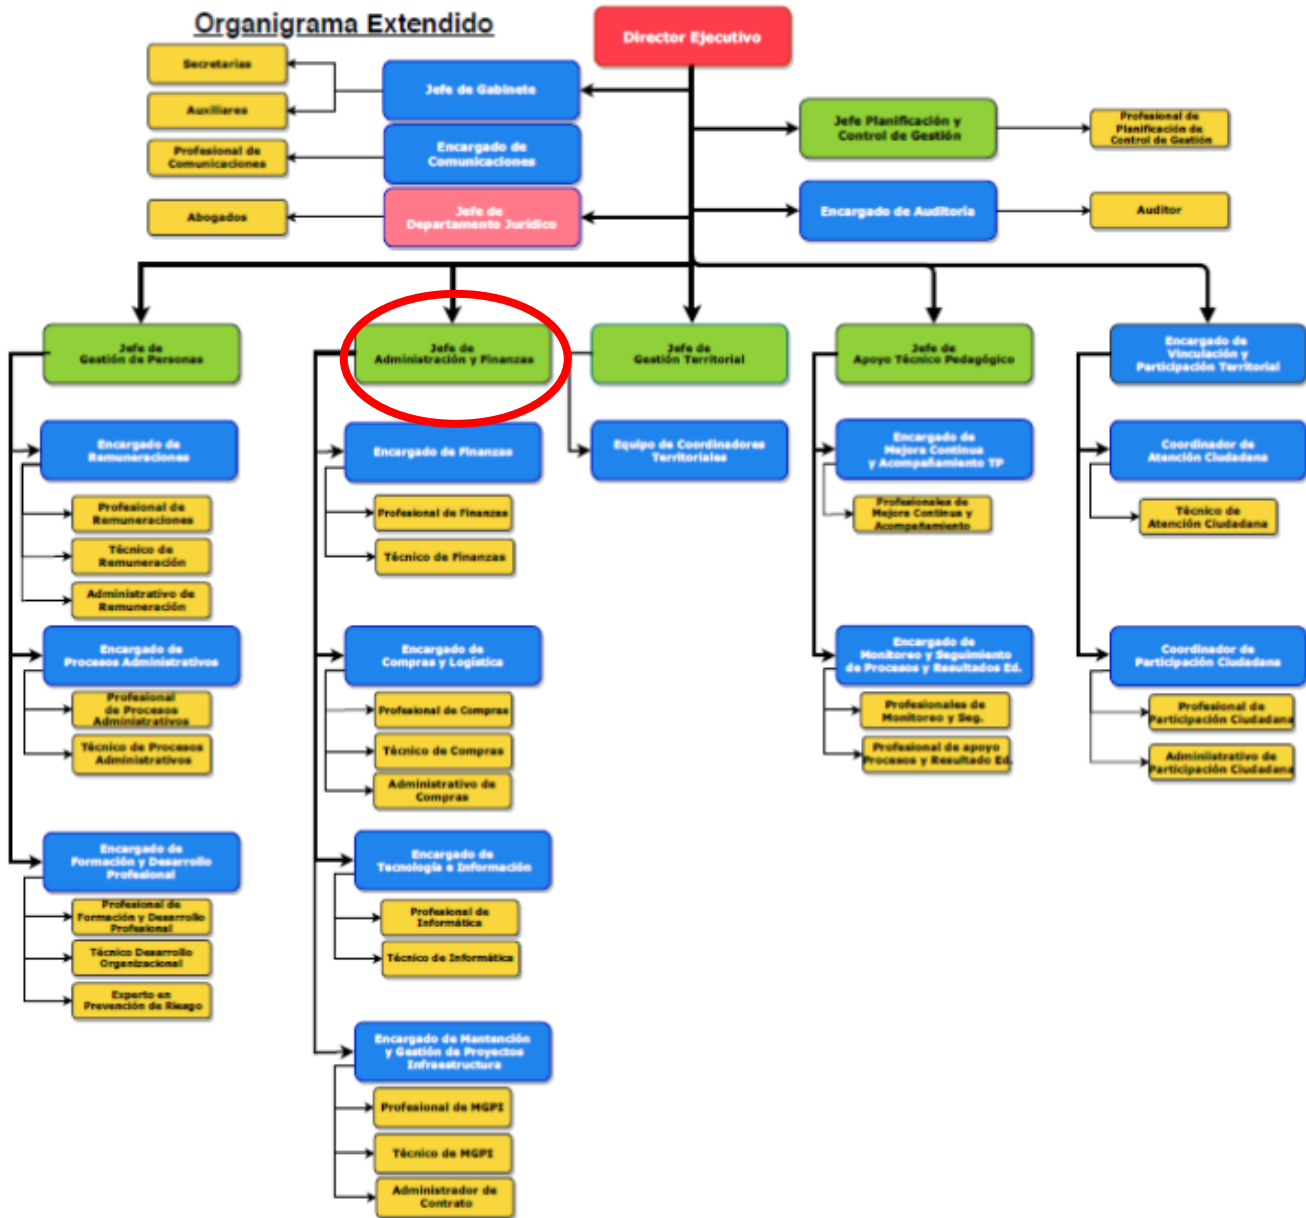 Organigrama Extendido
Director Ejecutivo
Secretarias
Auxiliares
Jefe de Gabinete
Profesional de
Comunicaciones
Encargado de
Comunicaciones
Abogados
Jefe de
Departamento Jurídico
Jefe Planificación y
Control de Gestión
Profesional de
Planificación de
Control de Gestión
Encargado de Auditoría
Auditor
Jefe de
Gestión de Personas
Encargado de
Remuneraciones
Profesional de
Remuneraciones
Técnico de
Remuneración
Administrativo de
Remuneración
Encargado de
Procesos Administrativos
Profesional
de Procesos
Administrativos
Técnico de Procesos
Administrativos
Encargado de
Formación y Desarrollo
Profesional
Profesional de
Formación y Desarrollo
Profesional
Técnico Desarrollo
Organizacional
Experto en
Prevención de Riesgo
Jefe de
Administración y Finanzas
Encargado de Finanzas
Profesional de Finanzas
Técnico de Finanzas
Encargado de
Compras y Logística
Profesional de Compras
Técnico de Compras
Administrativo de
Compras
Encargado de
Tecnología e Información
Profesional de
Informática
Técnico de Informática
Encargado de Mantención
y Gestión de Proyectos
Infraestructura
Profesional de MGPI
Técnico de MGPI
Administrador de
Contrato
Jefe de
Gestión Territorial
Equipo de Coordinadores
Territoriales
Jefe de
Apoyo Técnico Pedagógico
Encargado de
Mejora Continua
y Acompañamiento TP
Profesionales de
Mejora Continua y
Acompañamiento
Encargado de
Monitoreo y Seguimiento
de Procesos y Resultados Ed.
Profesionales de
Monitoreo y Seg.
Profesional de apoyo
Procesos y Resultado Ed.
Encargado de
Vinculación y
Participación Territorial
Coordinador de
Atención Ciudadana
Técnico de
Atención Ciudadana
Coordinador de
Participación Ciudadana
Profesional de
Participación Ciudadana
Adminiistrativo de
Participación Ciudadana